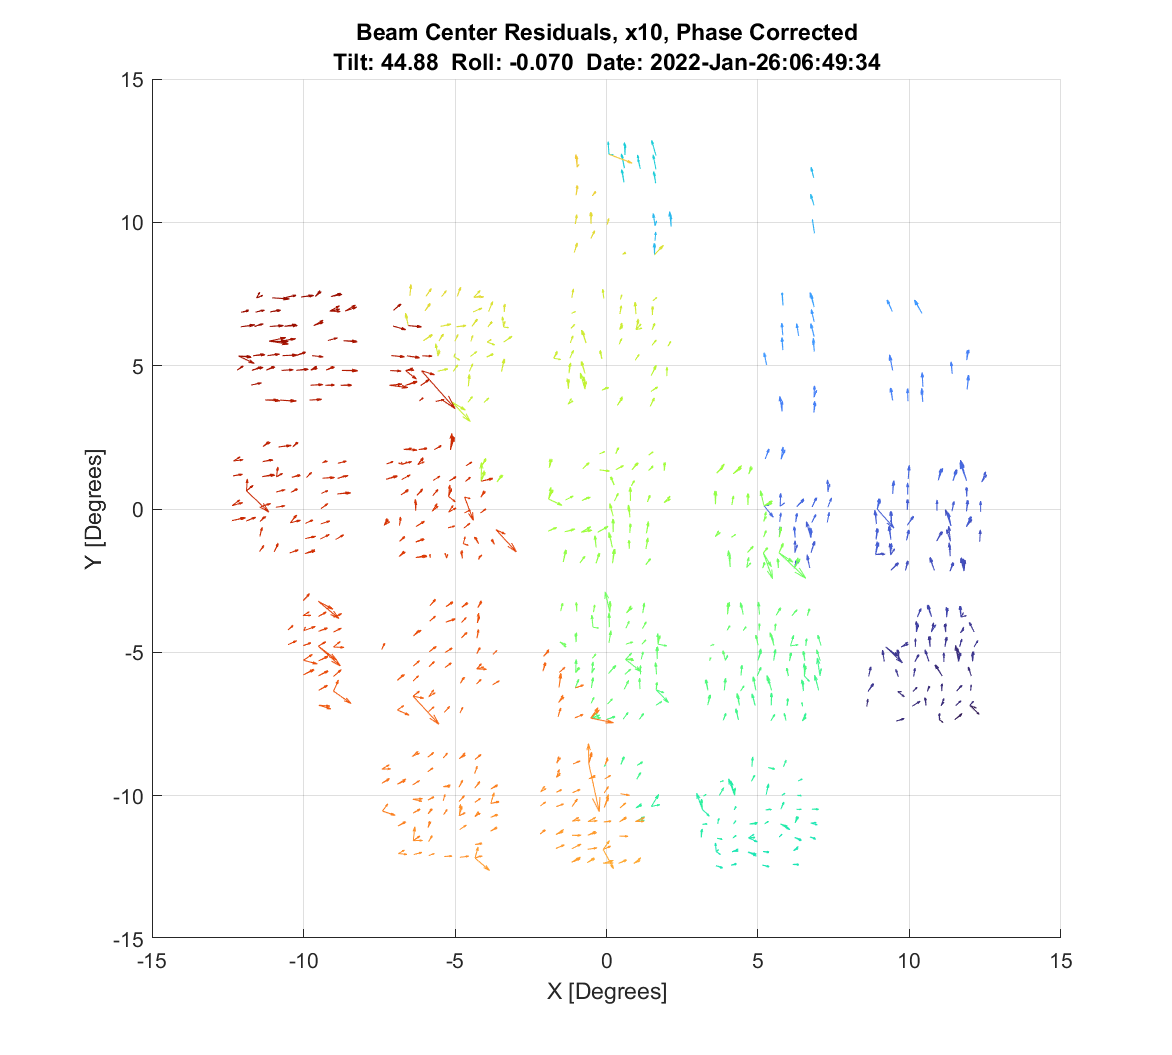 Beam Center Residuals, x10, Phase Corrected
Tilt: 44.88  Roll: -0.070  Date: 2022-Jan-26:06:49:34
15
10
5
0
-5
-10
-15
Y [Degrees]
-15 -10 -5 0 5 10 15
X [Degrees]